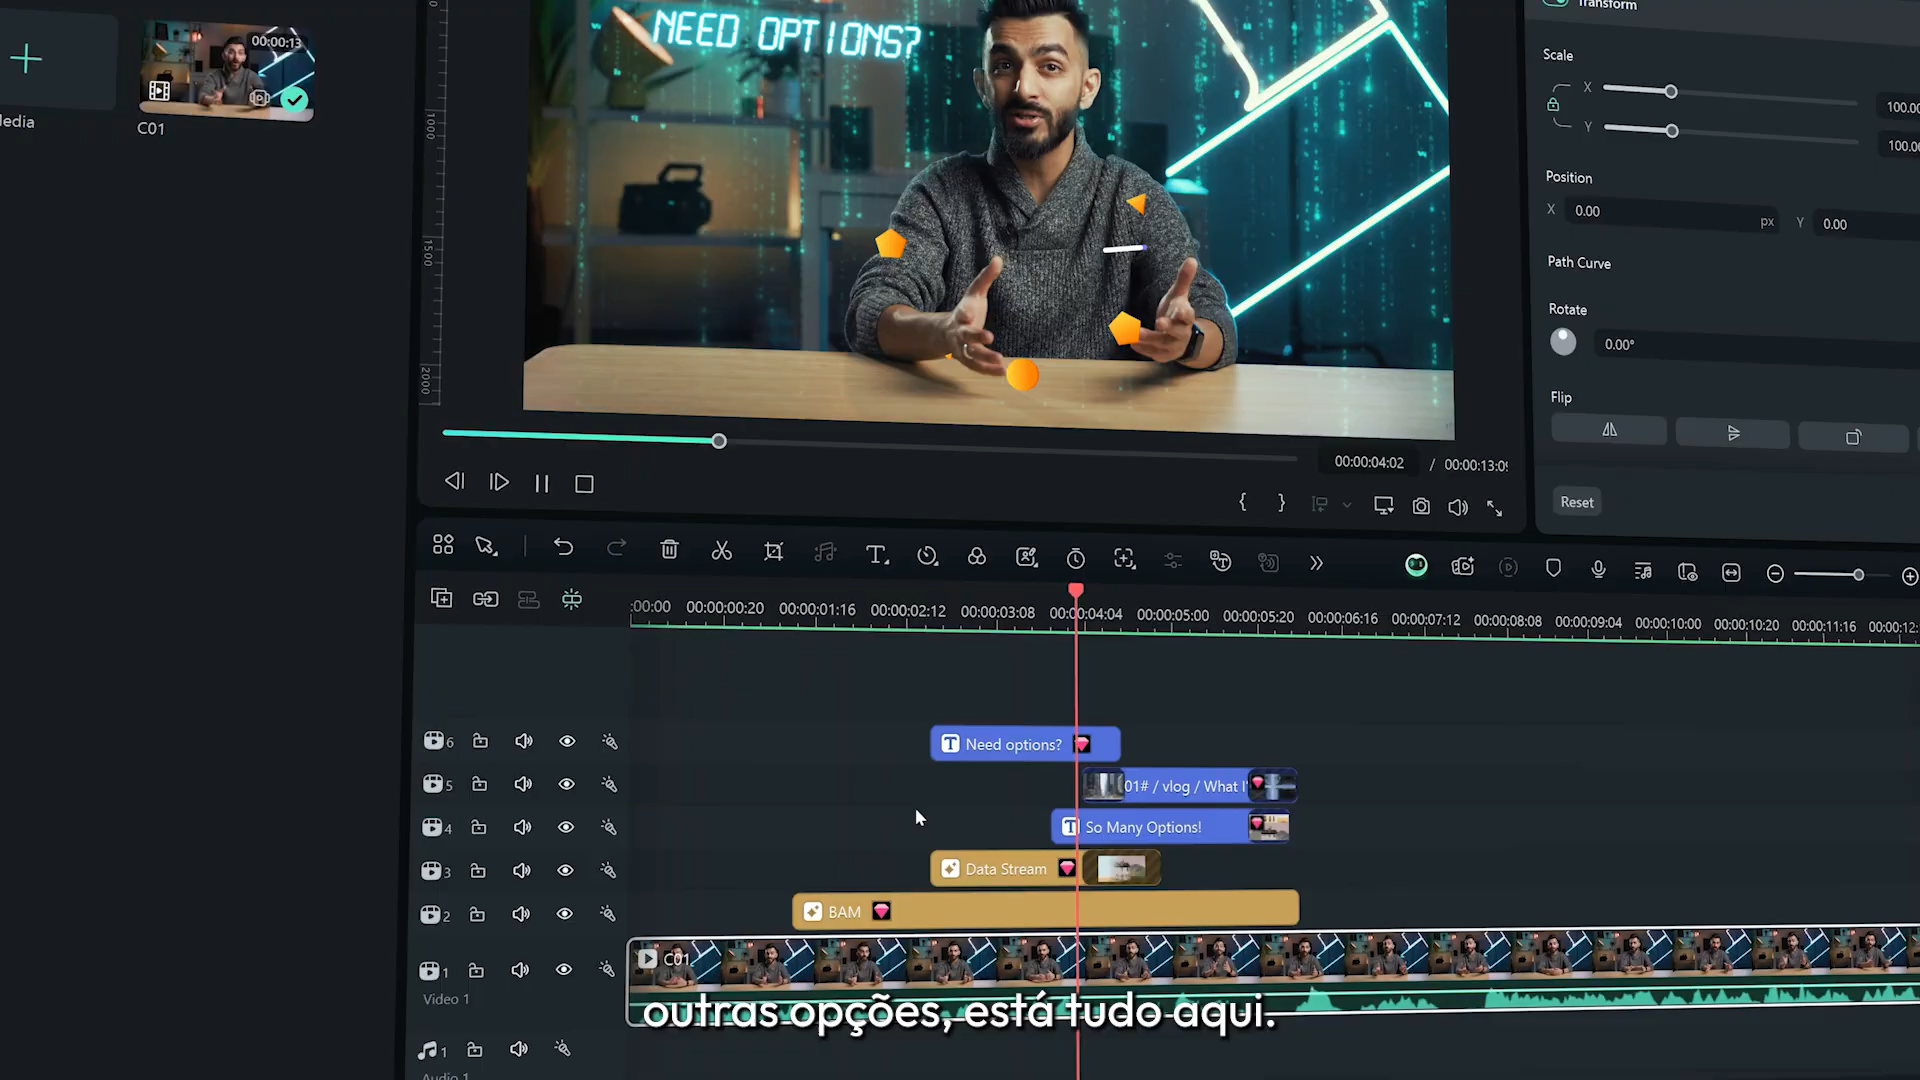 00:00:13
edia
C01
NEED OPTIONS?
1000
1500
2000
00:00:04:02 / 00:00:13:0
Transform
Scale
X 100.0
Y 100.0
Position
X 0.00 px Y 0.00
Path Curve
Rotate
0.00°
Flip
Reset
:00:00 00:00:00:20 00:00:01:16 00:00:02:12 00:00:03:08 00:00:04:04 00:00:05:00 00:00:05:20 00:00:06:16 00:00:07:12 00:00:08:08 00:00:09:04 00:00:10:00 00:00:10:20 00:00:11:16 00:00:12:
6 Need options?
5 01# / vlog / What I
4 So Many Options!
3 Data Stream
2 BAM
1 C01
Video 1
outras opções, está tudo aqui.
1
Audio 1